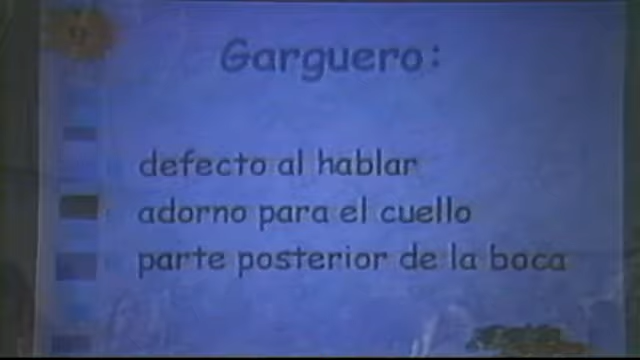 Garguero:
defecto al hablar
adorno para el cuello
parte posterior de la boca